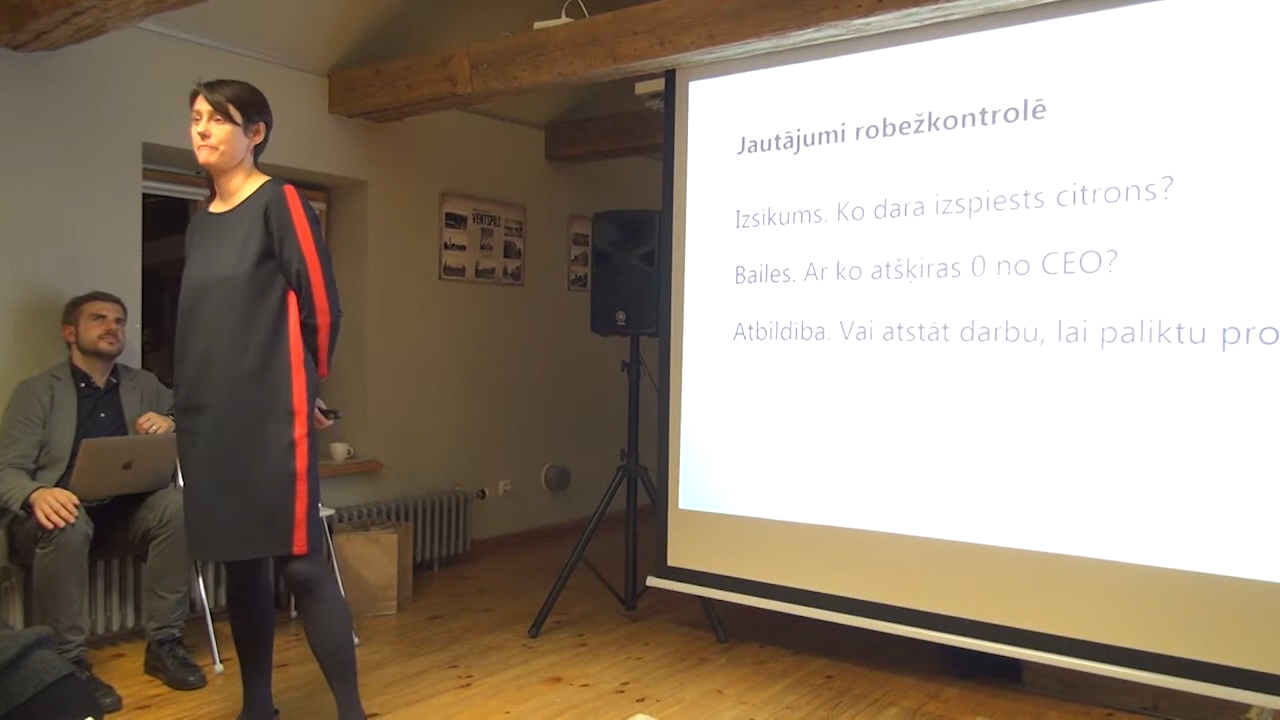 VENTSPILS
Jautājumi robežkontrolē
Izsīkums. Ko dara izspiests citrons?
Bailes. Ar ko atšķiras 0 no CEO?
Atbildība. Vai atstāt darbu, lai paliktu pro